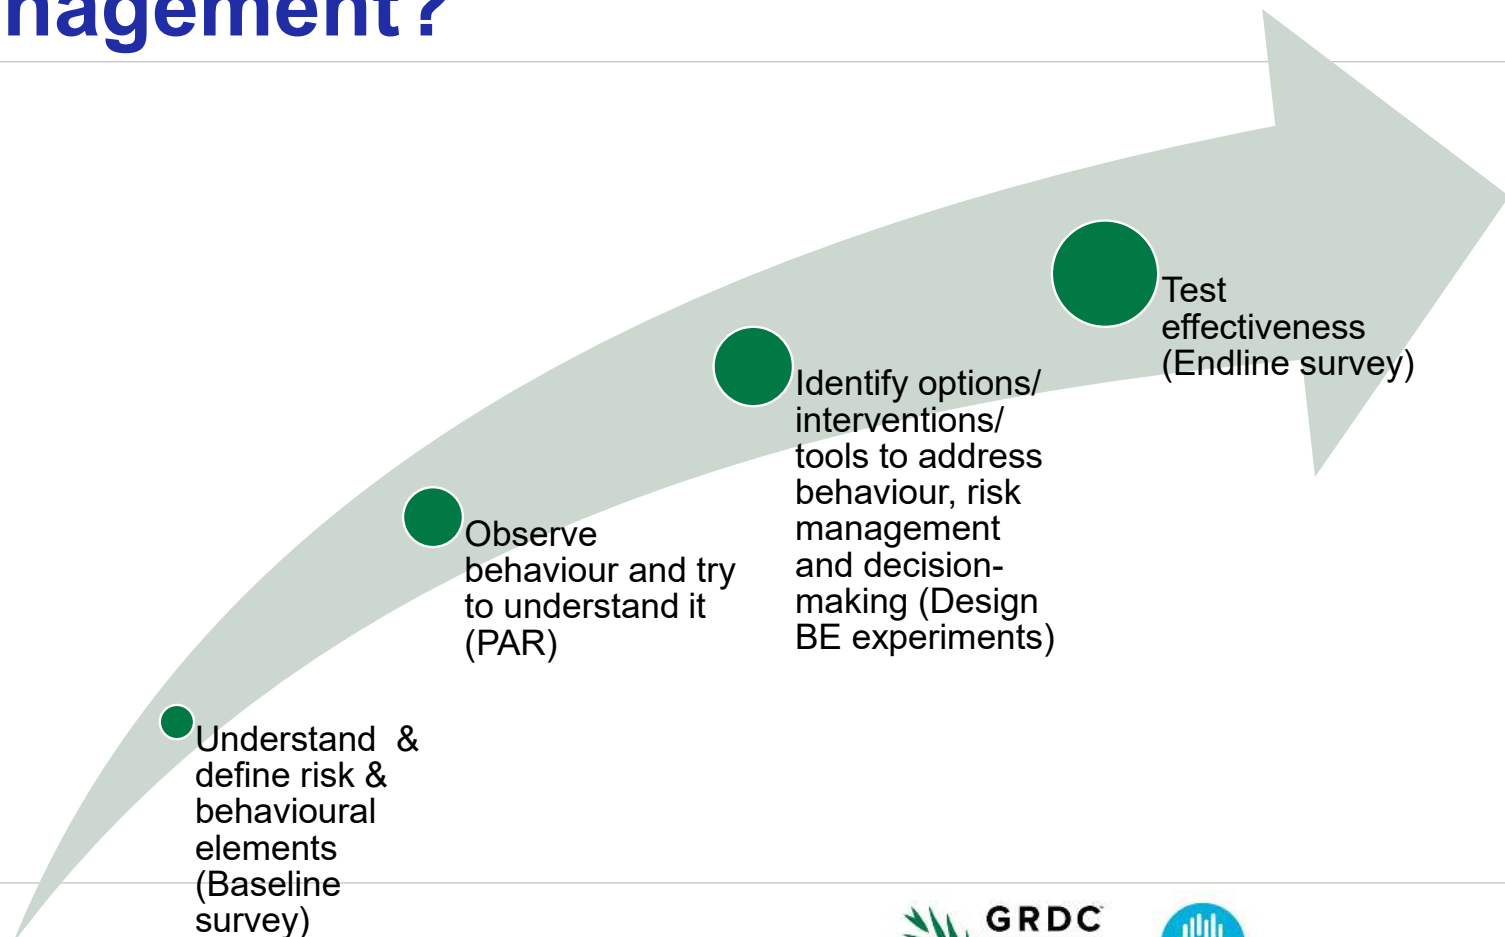 nagement?
Test
effectiveness
(Endline survey)
Identify options/
interventions/
tools to address
behaviour, risk
management
and decision-
making (Design
BE experiments)
Observe
behaviour and try
to understand it
(PAR)
Understand  &
define risk &
behavioural
elements
(Baseline
survey)
GRDC